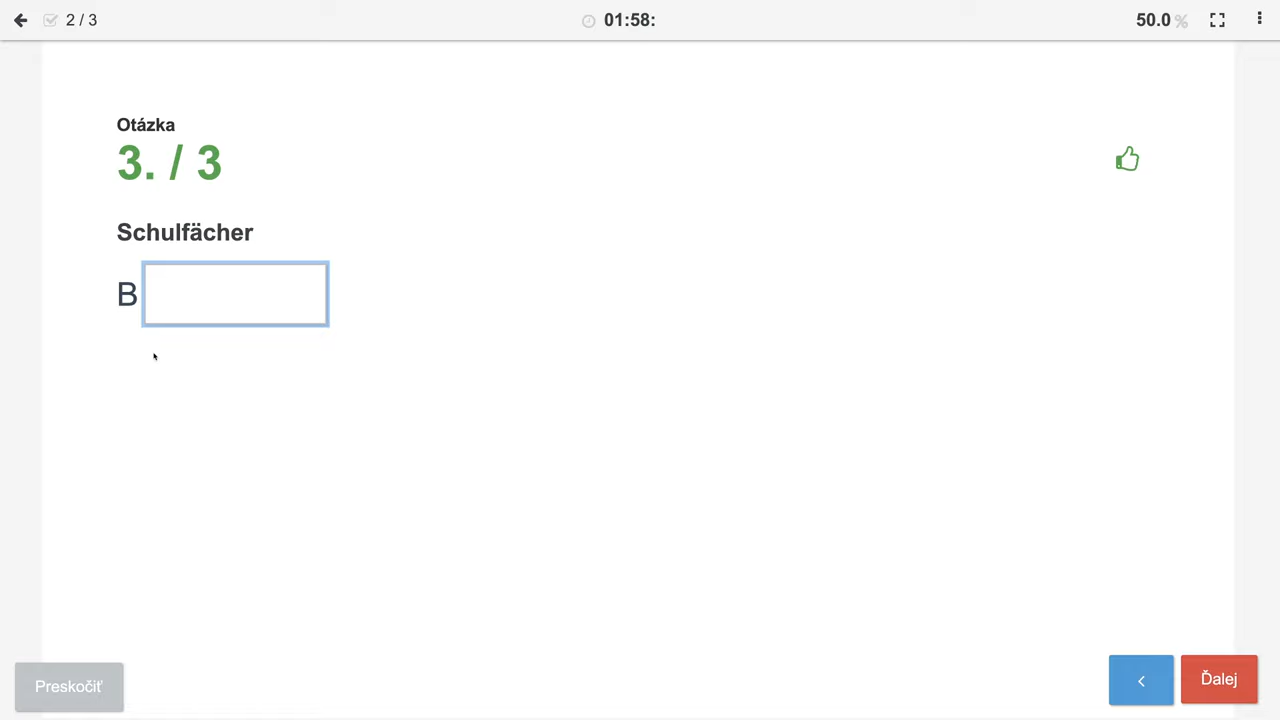 2 / 3
01:58:
50.0 %
Otázka
3. / 3
Schulfächer
B
Preskočiť
<
Ďalej